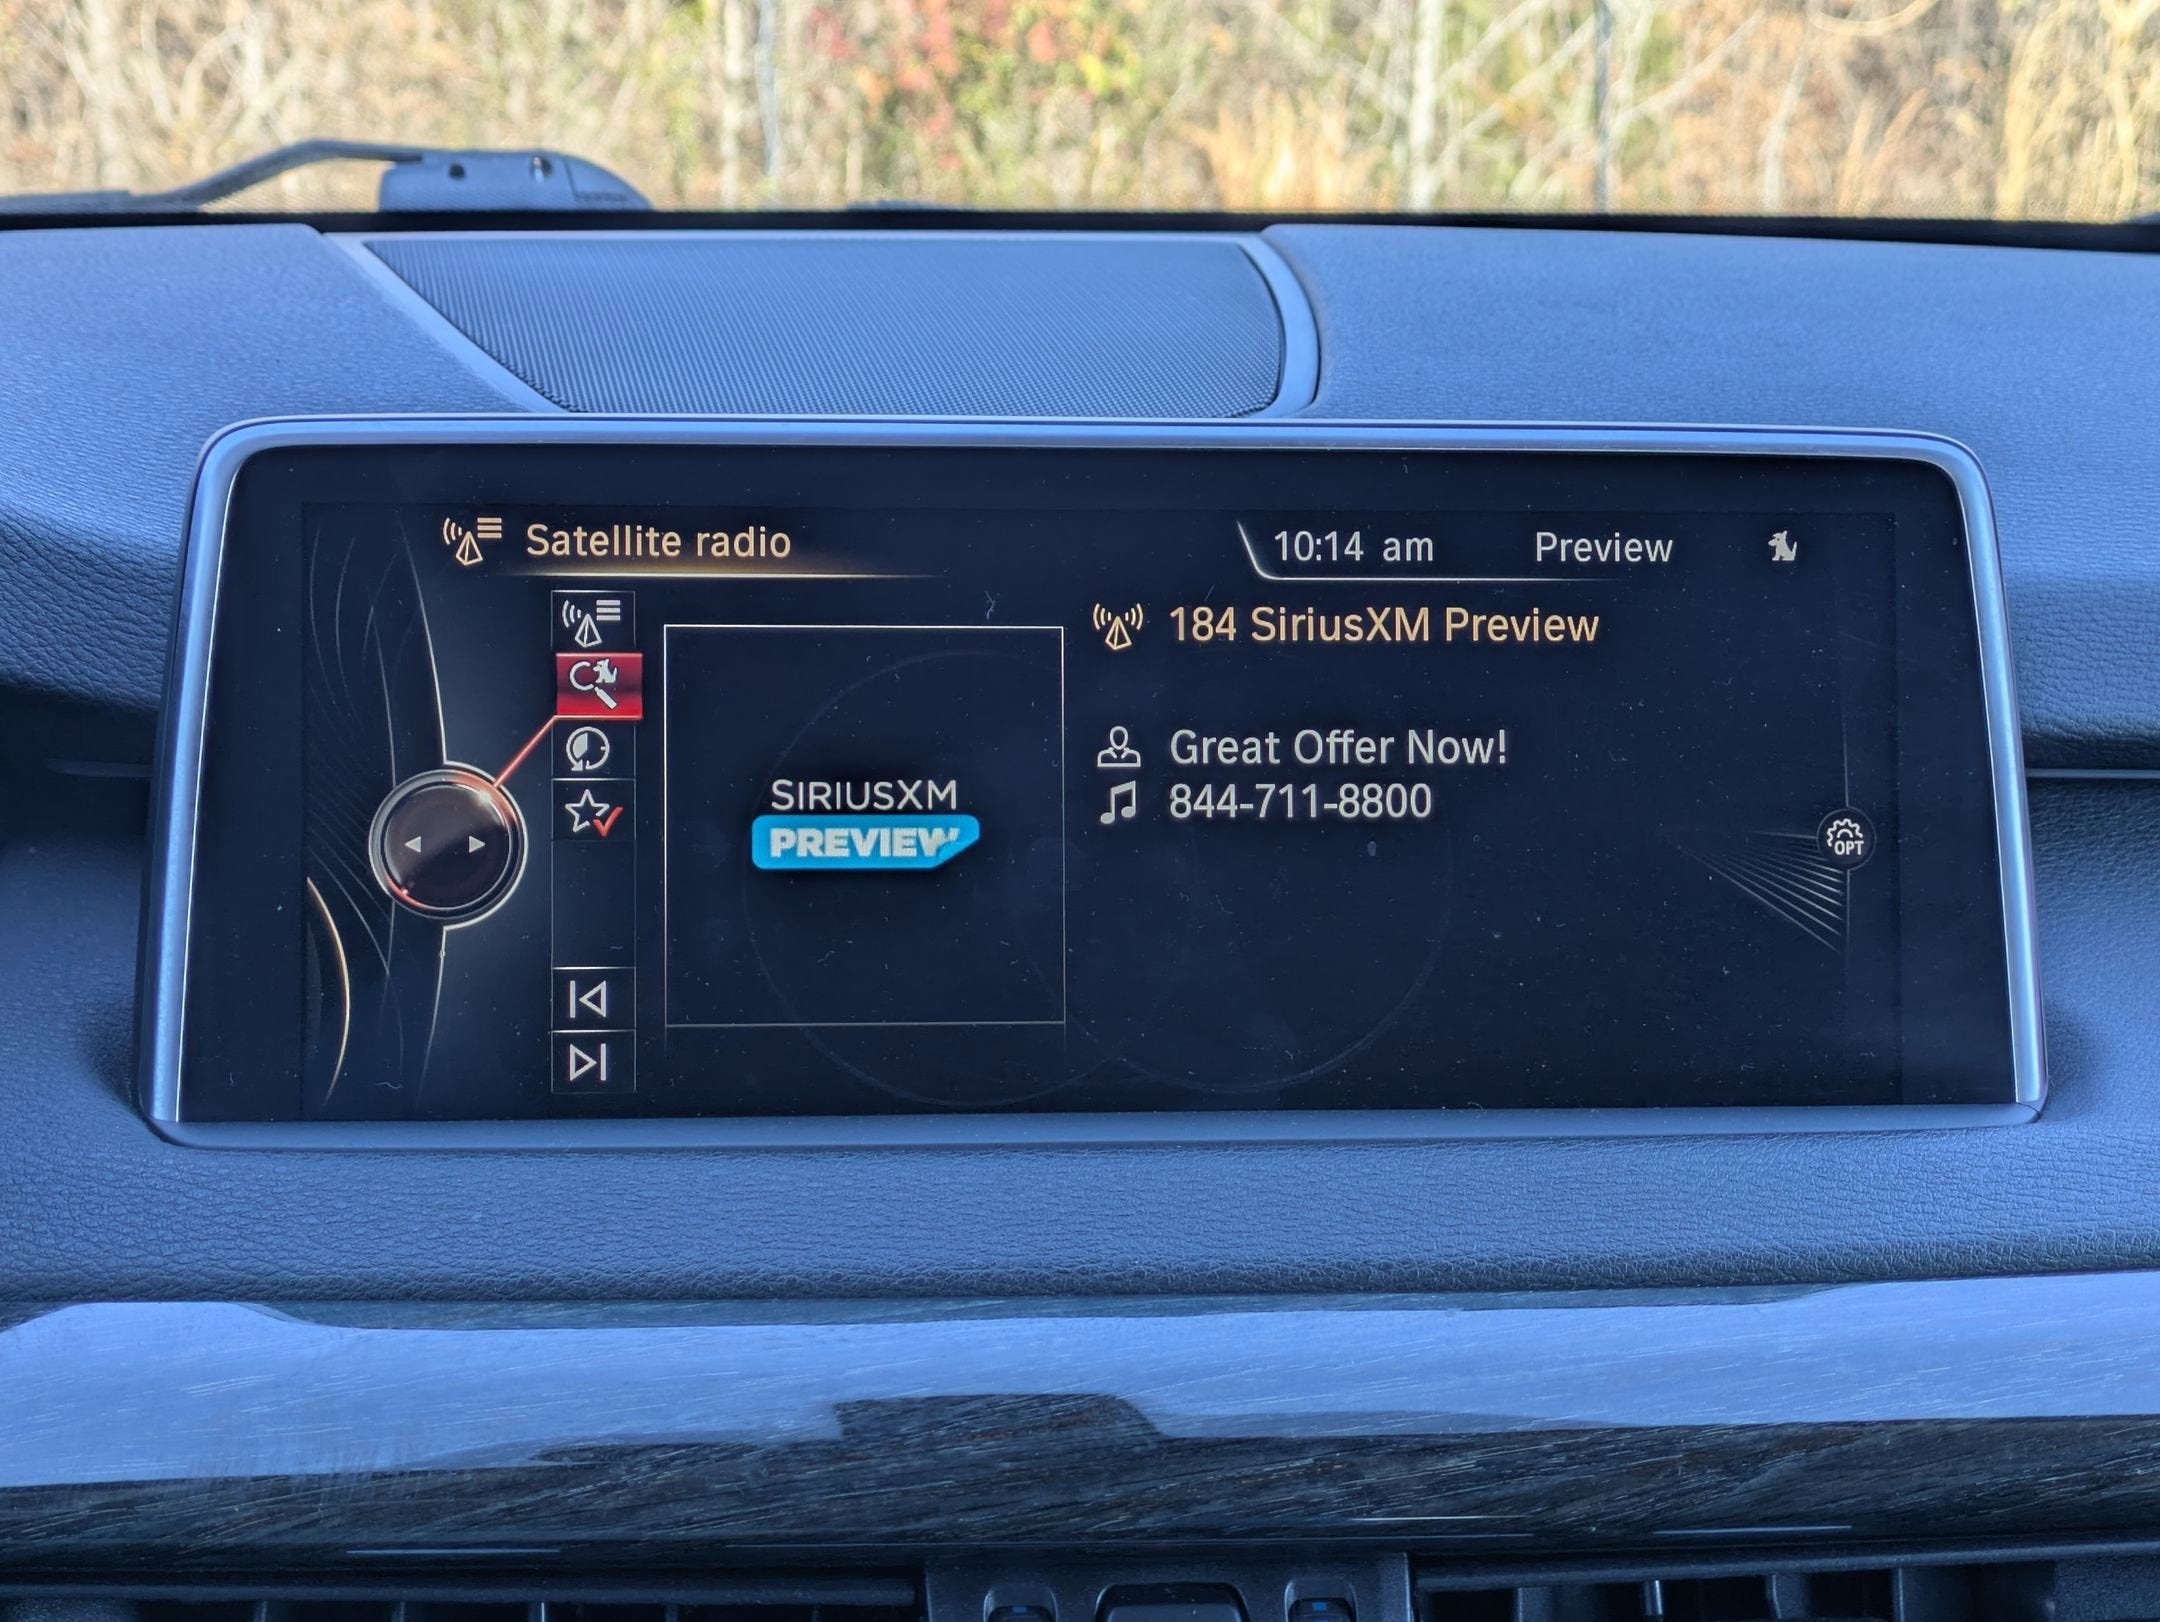 Satellite radio
10:14 am
Preview
184 SiriusXM Preview
Great Offer Now!
844-711-8800
SIRIUSXM
PREVIEW
OPT